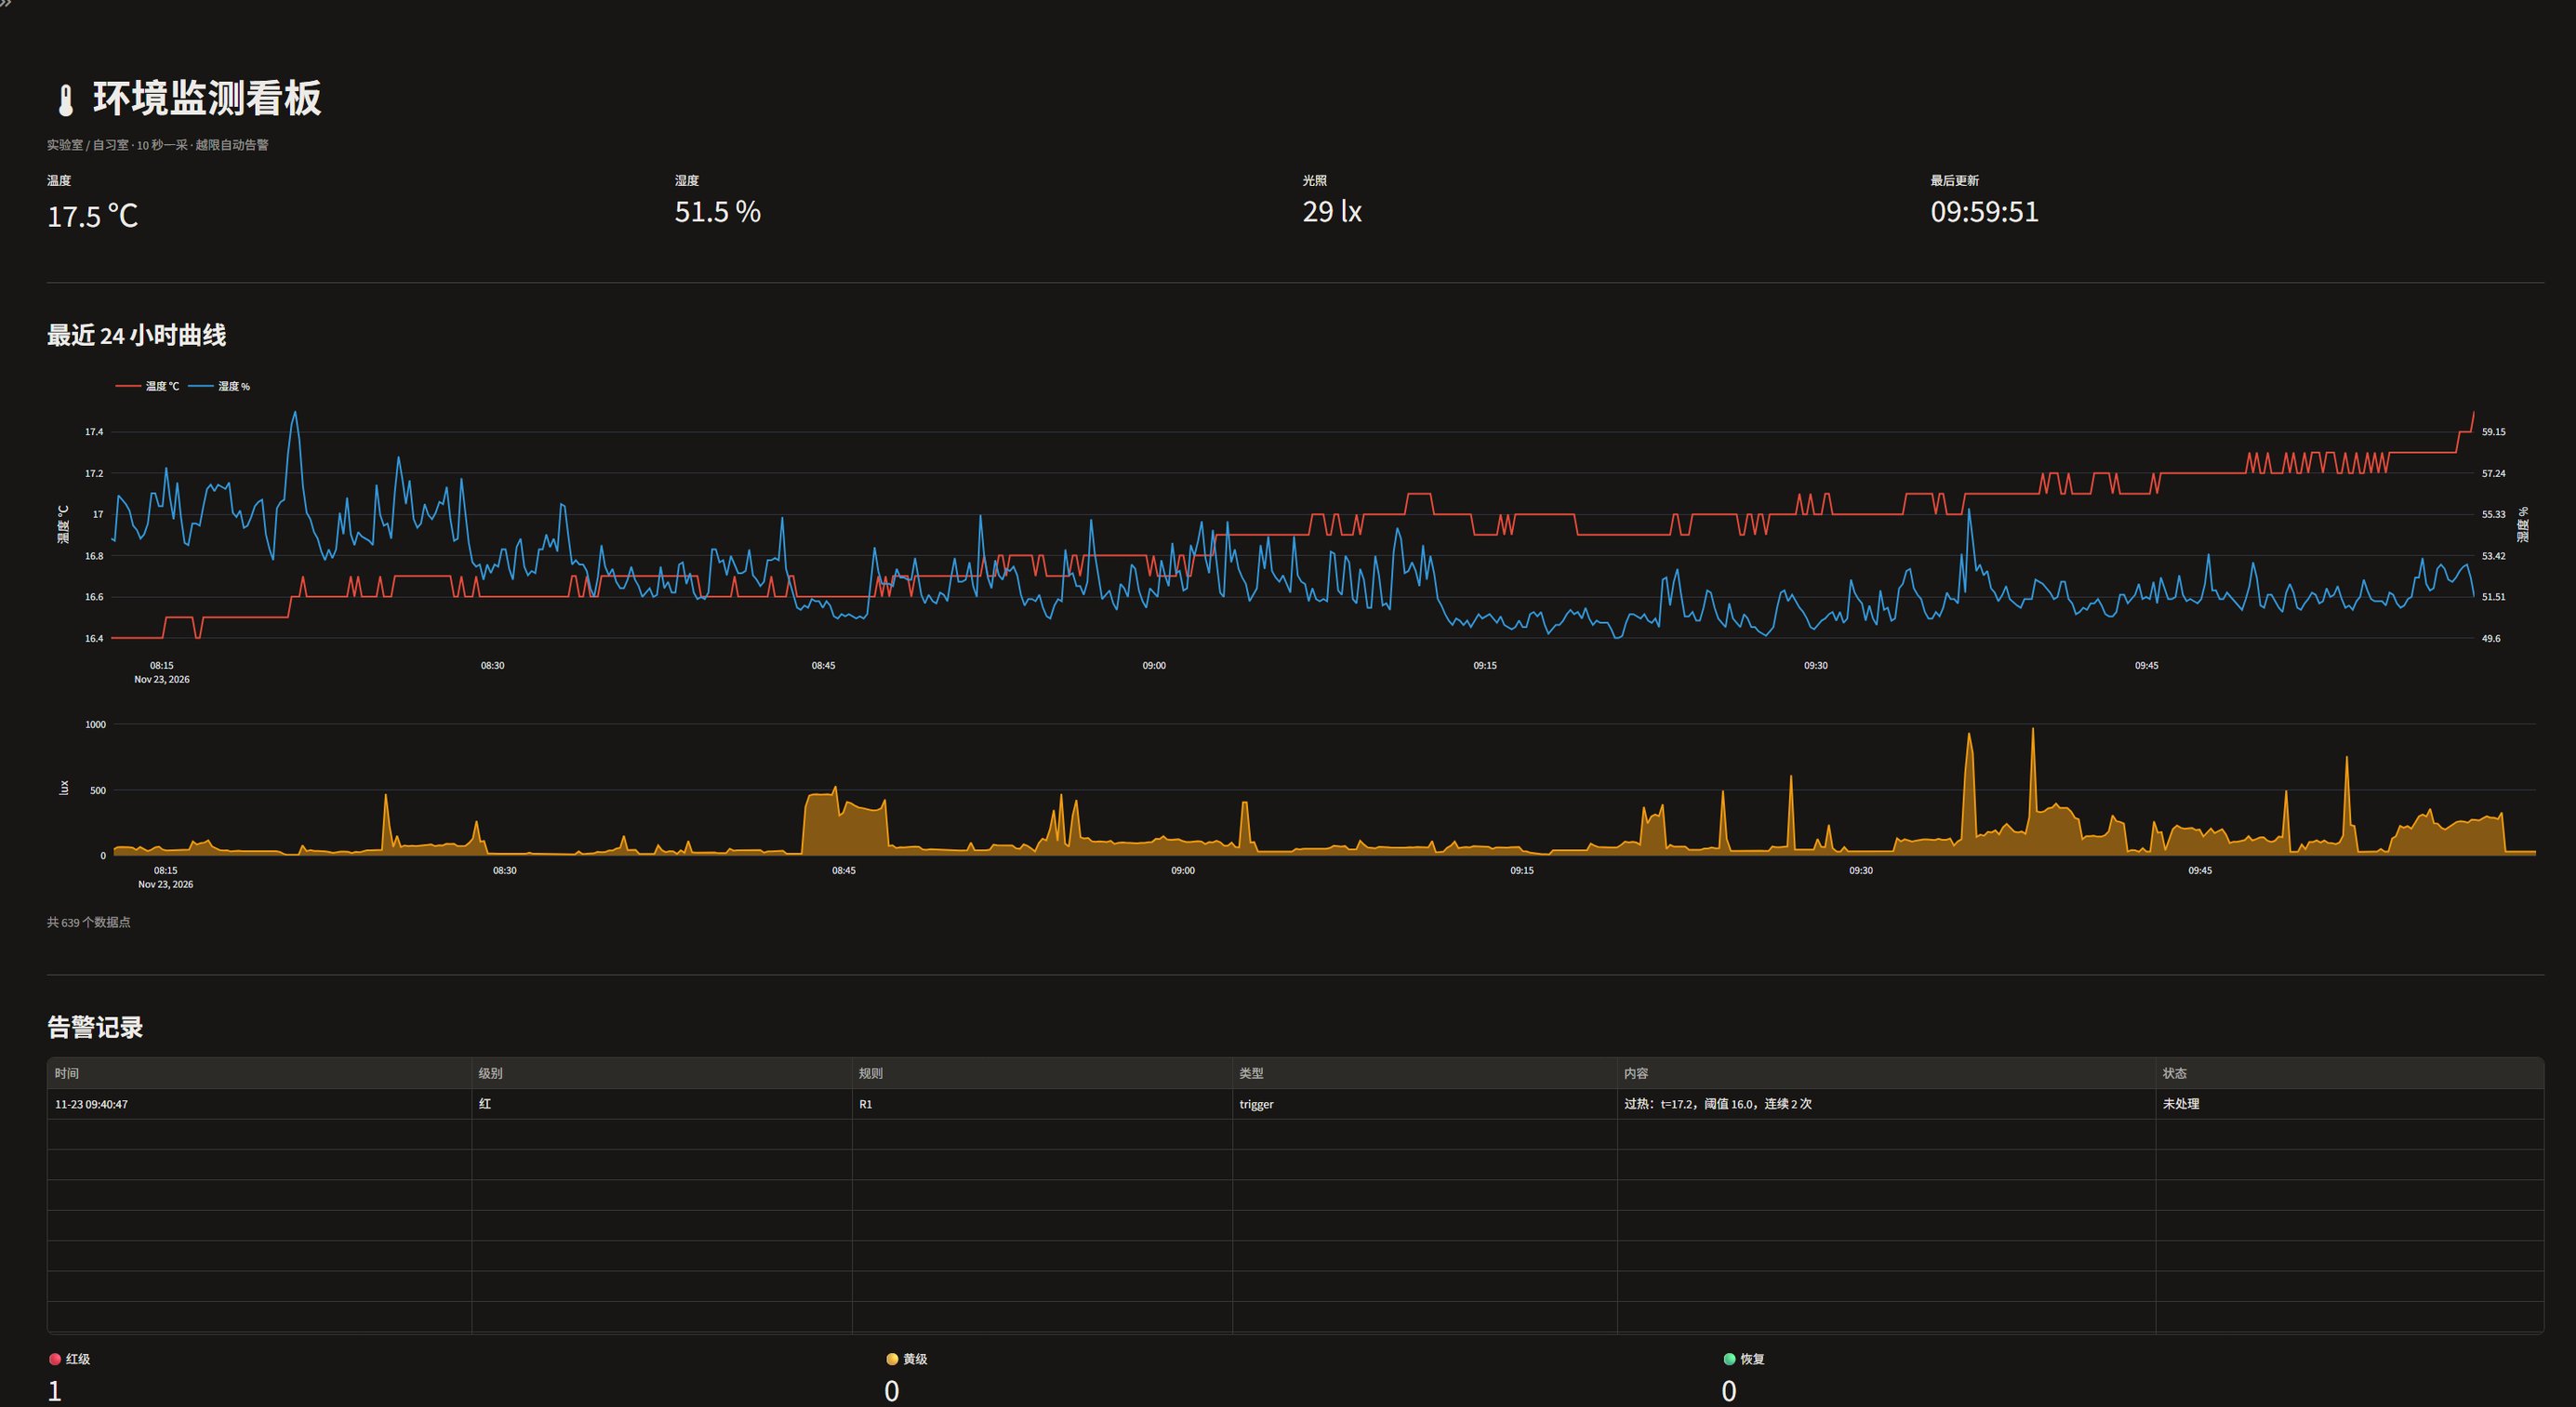 »
环境监测看板
实验室 / 自习室 · 10 秒一采 · 越限自动告警
温度 湿度 光照 最后更新
17.5 ℃ 51.5 % 29 lx 09:59:51
最近 24 小时曲线
温度 ℃ 湿度 %
17.4 59.15
17.2 57.24
17 55.33
16.8 53.42
16.6 51.51
16.4 49.6
温度 ℃
湿度 %
08:15 08:30 08:45 09:00 09:15 09:30 09:45
Nov 23, 2026
1000
500
0
lux
08:15 08:30 08:45 09:00 09:15 09:30 09:45
Nov 23, 2026
共 639 个数据点
告警记录
时间 级别 规则 类型 内容 状态
11-23 09:40:47 红 R1 trigger 过热：t=17.2，阈值 16.0，连续 2 次 未处理
红级 黄级 恢复
1 0 0